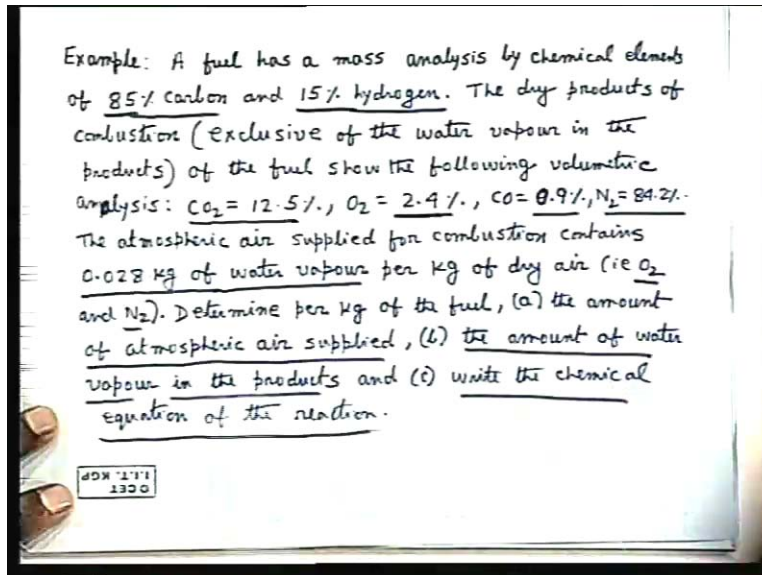 Example: A fuel has a mass analysis by chemical elements
of 85% Carbon and 15% hydrogen. The dry products of
combustion (exclusive of the water vapour in the
products) of the fuel show the following volumetric
analysis: CO₂ = 12.5%., O₂ = 2.4%., CO = 0.9%., N₂ = 84.2%.
The atmospheric air supplied for combustion contains
0.028 kg of water vapour per kg of dry air (ie O₂
and N₂). Determine per kg of the fuel, (a) the amount
of atmospheric air supplied, (b) the amount of water
vapour in the products and (c) write the chemical
equation of the reaction.
OCET
I.I.T. KGP